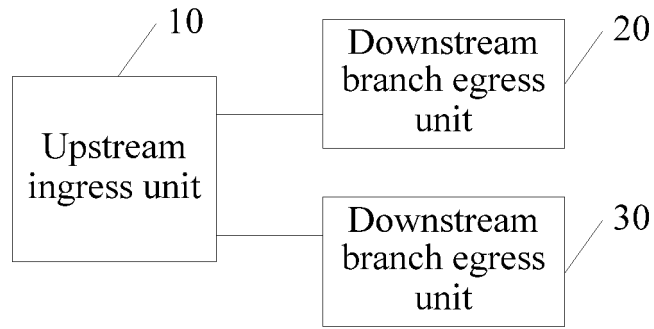 10
Upstream
ingress unit
20
Downstream
branch egress
unit
30
Downstream
branch egress
unit